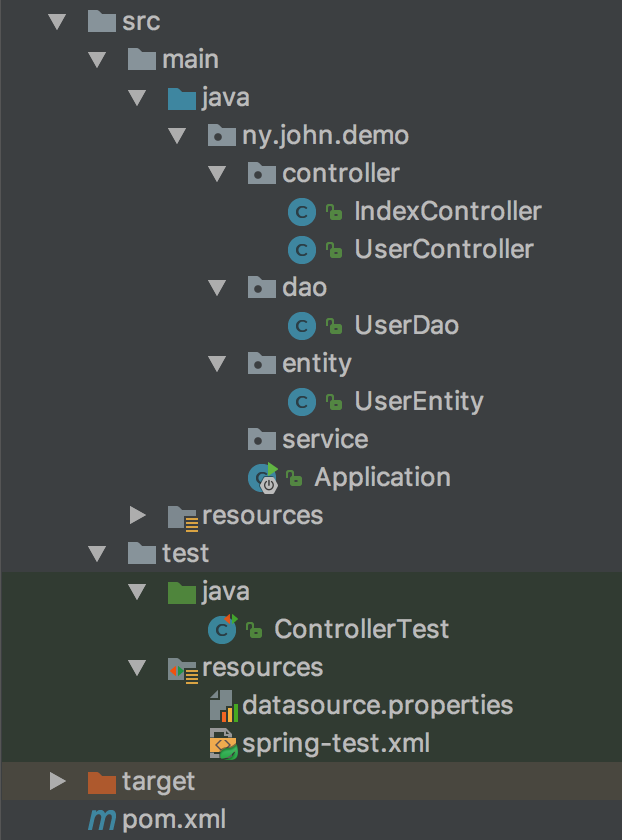 src
main
java
ny.john.demo
controller
IndexController
UserController
dao
UserDao
entity
UserEntity
service
Application
resources
test
java
ControllerTest
resources
datasource.properties
spring-test.xml
target
pom.xml